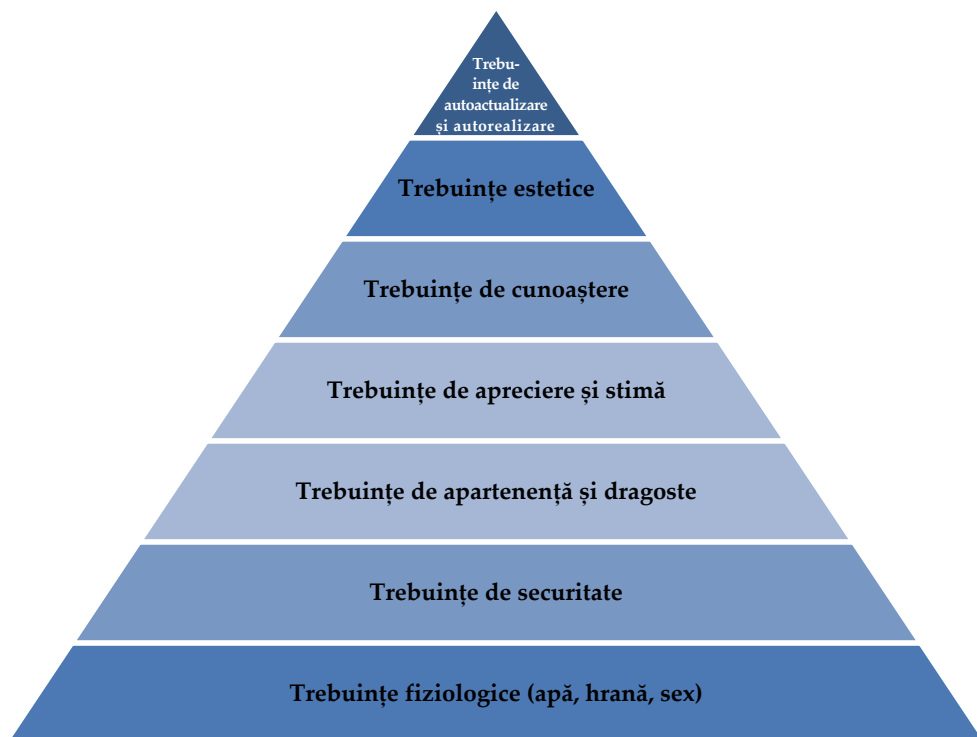 Trebu-
ințe de
autoactualizare
și autorealizare
Trebuințe estetice
Trebuințe de cunoaștere
Trebuințe de apreciere și stimă
Trebuințe de apartenență și dragoste
Trebuințe de securitate
Trebuințe fiziologice (apă, hrană, sex)